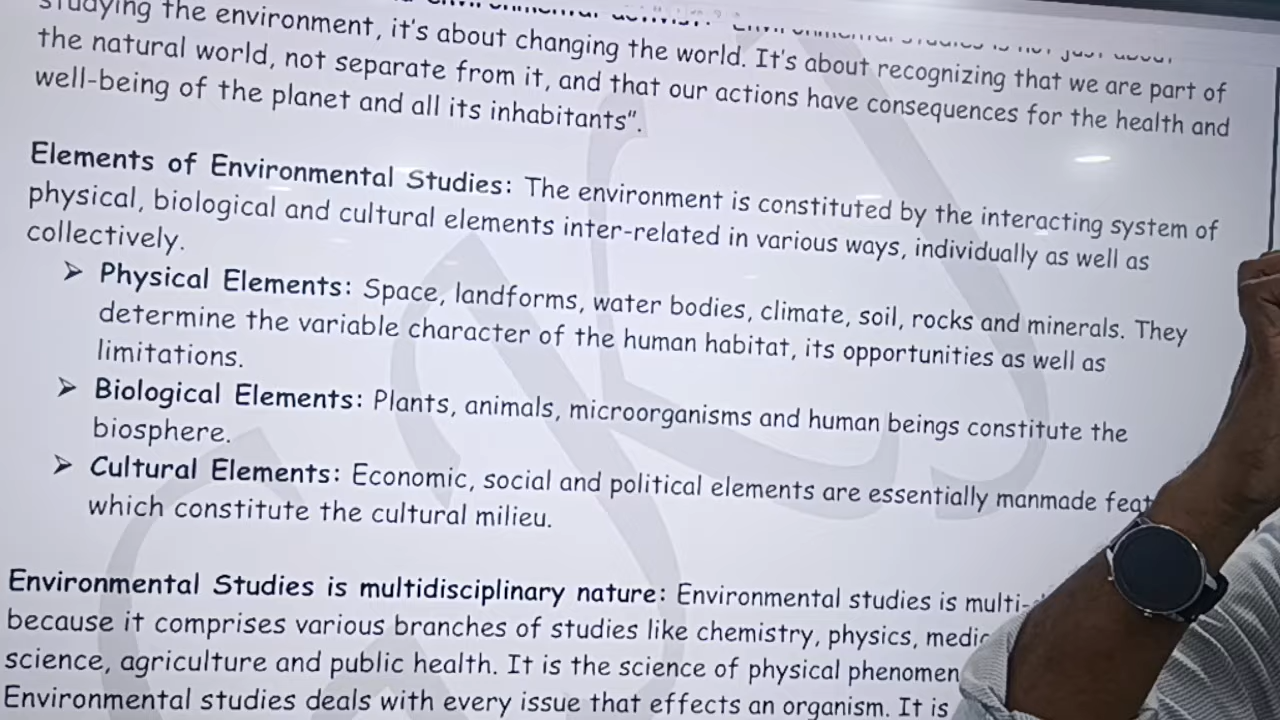 studying the environment, it's about changing the world. It's about recognizing that we are part of
the natural world, not separate from it, and that our actions have consequences for the health and
well-being of the planet and all its inhabitants".
Elements of Environmental Studies: The environment is constituted by the interacting system of
physical, biological and cultural elements inter-related in various ways, individually as well as
collectively.
➢ Physical Elements: Space, landforms, water bodies, climate, soil, rocks and minerals. They
determine the variable character of the human habitat, its opportunities as well as
limitations.
➢ Biological Elements: Plants, animals, microorganisms and human beings constitute the
biosphere.
➢ Cultural Elements: Economic, social and political elements are essentially manmade
which constitute the cultural milieu.
Environmental Studies is multidisciplinary nature: Environmental studies is multi-
because it comprises various branches of studies like chemistry, physics,
science, agriculture and public health. It is the science of physical
Environmental studies deals with every issue that effects an organism. It is